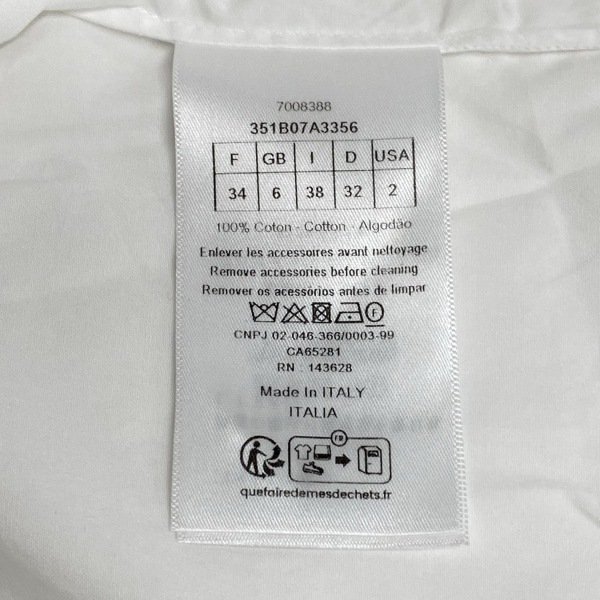 7008388
351B07A3356
F GB I D USA
34 6 38 32 2
100% Coton - Cotton - Algodão
Enlever les accessoires avant nettoyage
Remove accessories before cleaning
Remover os acessórios antes de limpar
F
CNPJ 02-046-366/0003-99
CA65281
RN : 143628
Made In ITALY
ITALIA
FR
quefairedemesdechets.fr